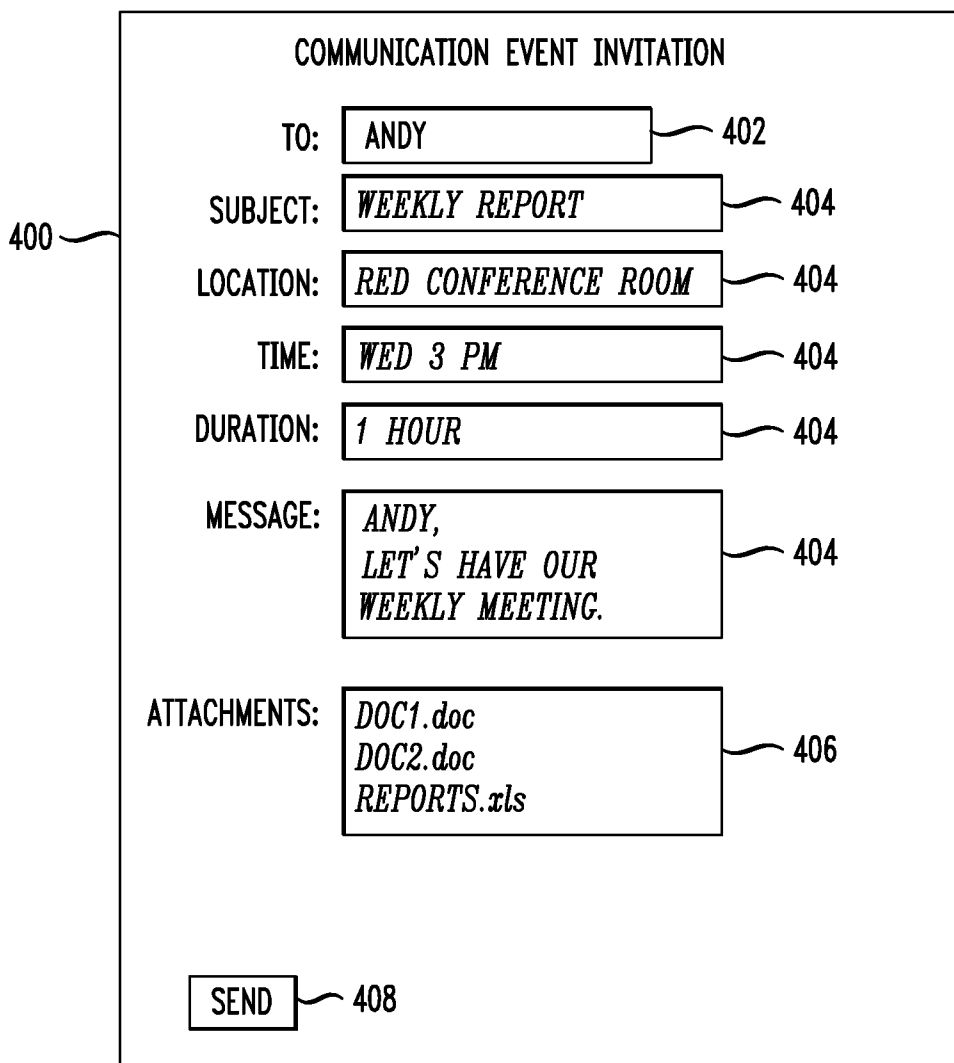 COMMUNICATION EVENT INVITATION
TO: ANDY 402
SUBJECT: WEEKLY REPORT 404
400
LOCATION: RED CONFERENCE ROOM 404
TIME: WED 3 PM 404
DURATION: 1 HOUR 404
MESSAGE: ANDY,
LET'S HAVE OUR 404
WEEKLY MEETING.
ATTACHMENTS: DOC1.doc
DOC2.doc 406
REPORTS.xls
SEND 408